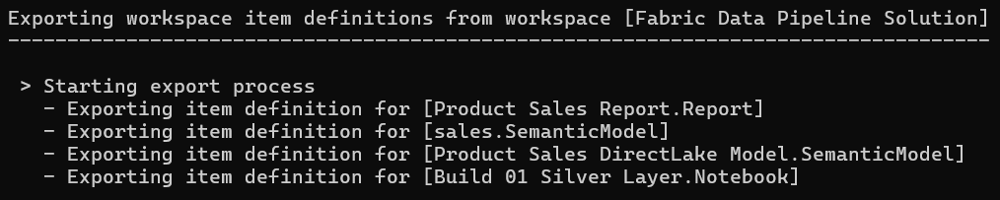 Exporting workspace item definitions from workspace [Fabric Data Pipeline Solution]
-----------------------------------------------------------------------------------
> Starting export process
- Exporting item definition for [Product Sales Report.Report]
- Exporting item definition for [sales.SemanticModel]
- Exporting item definition for [Product Sales DirectLake Model.SemanticModel]
- Exporting item definition for [Build 01 Silver Layer.Notebook]